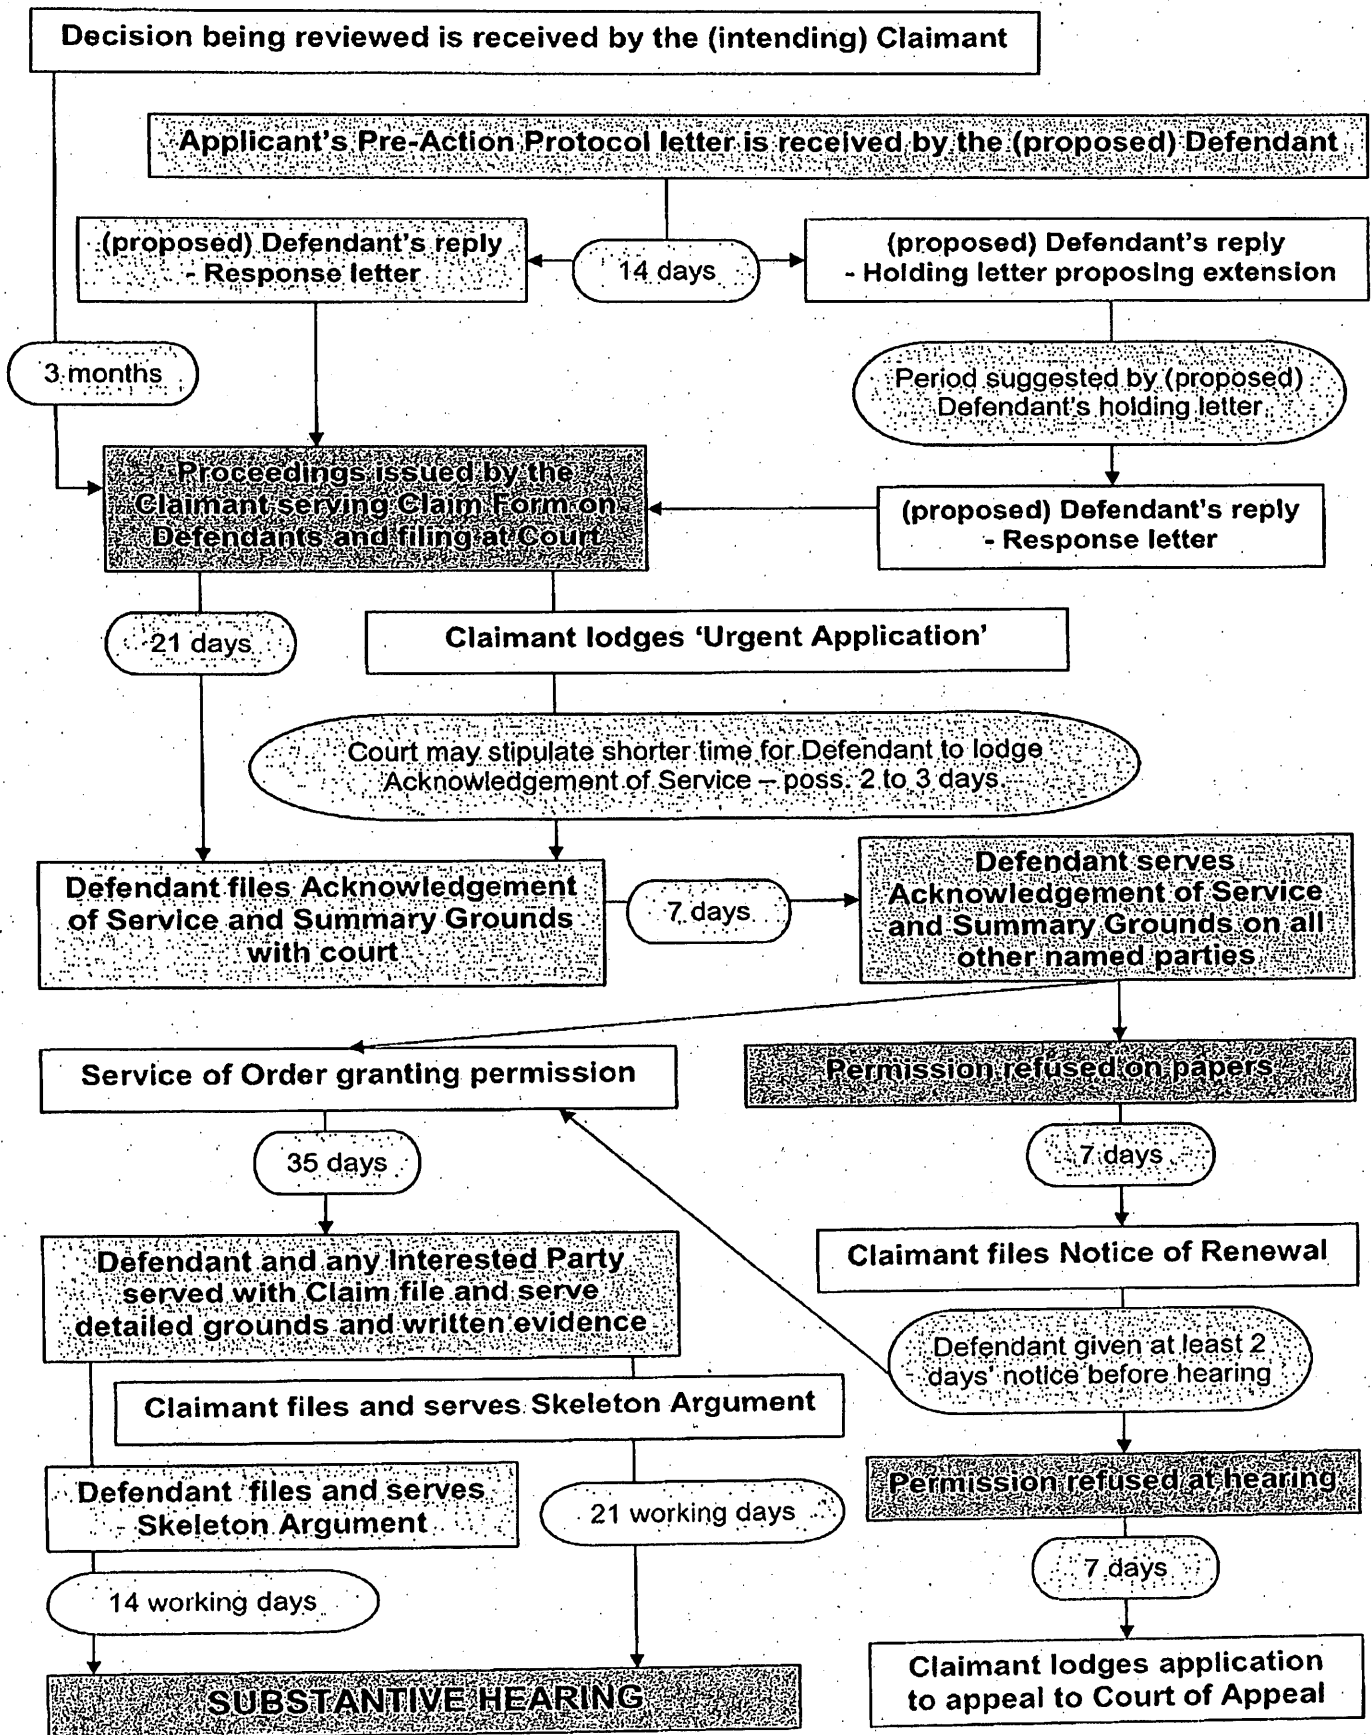 Decision being reviewed is received by the (intending) Claimant
Applicant's Pre-Action Protocol letter is received by the (proposed) Defendant
(proposed) Defendant's reply
- Response letter
14 days
(proposed) Defendant's reply
- Holding letter proposing extension
3 months
Period suggested by (proposed)
Defendant's holding letter
Proceedings issued by the
Claimant serving Claim Form on
Defendants and filing at Court
(proposed) Defendant's reply
- Response letter
21 days
Claimant lodges 'Urgent Application'
Court may stipulate shorter time for Defendant to lodge
Acknowledgement of Service – poss. 2 to 3 days
Defendant files Acknowledgement
of Service and Summary Grounds
with court
7 days
Defendant serves
Acknowledgement of Service
and Summary Grounds on all
other named parties
Service of Order granting permission
Permission refused on papers
35 days
7 days
Defendant and any Interested Party
served with Claim file and serve
detailed grounds and written evidence
Claimant files Notice of Renewal
Defendant given at least 2
days' notice before hearing
Claimant files and serves Skeleton Argument
Defendant files and serves
Skeleton Argument
21 working days
Permission refused at hearing
14 working days
7 days
SUBSTANTIVE HEARING
Claimant lodges application
to appeal to Court of Appeal